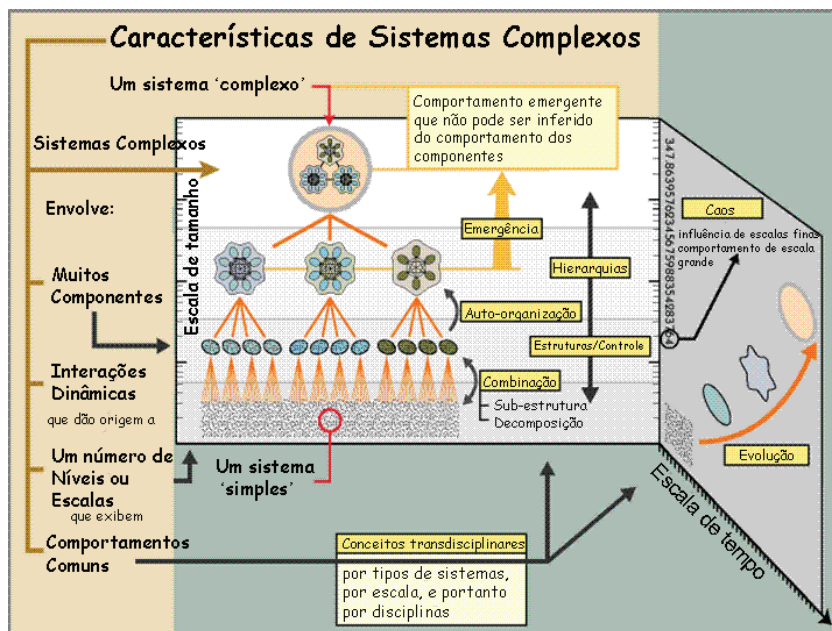 Características de Sistemas Complexos
Um sistema ‘complexo’
Comportamento emergente
que não pode ser inferido
do comportamento dos
componentes
Sistemas Complexos
Envolve:
Muitos
Componentes
Interações
Dinâmicas
que dão origem a
Um número de
Níveis ou
Escalas
que exibem
Comportamentos
Comuns
Escala de tamanho
Emergência
Hierarquias
Auto-organização
Estruturas/Controle
Combinação
Sub-estrutura
Decomposição
Um sistema
‘simples’
Conceitos transdisciplinares
por tipos de sistemas,
por escala, e portanto
por disciplinas
Caos
influência de escalas finas
comportamento de escala
grande
Evolução
Escala de tempo